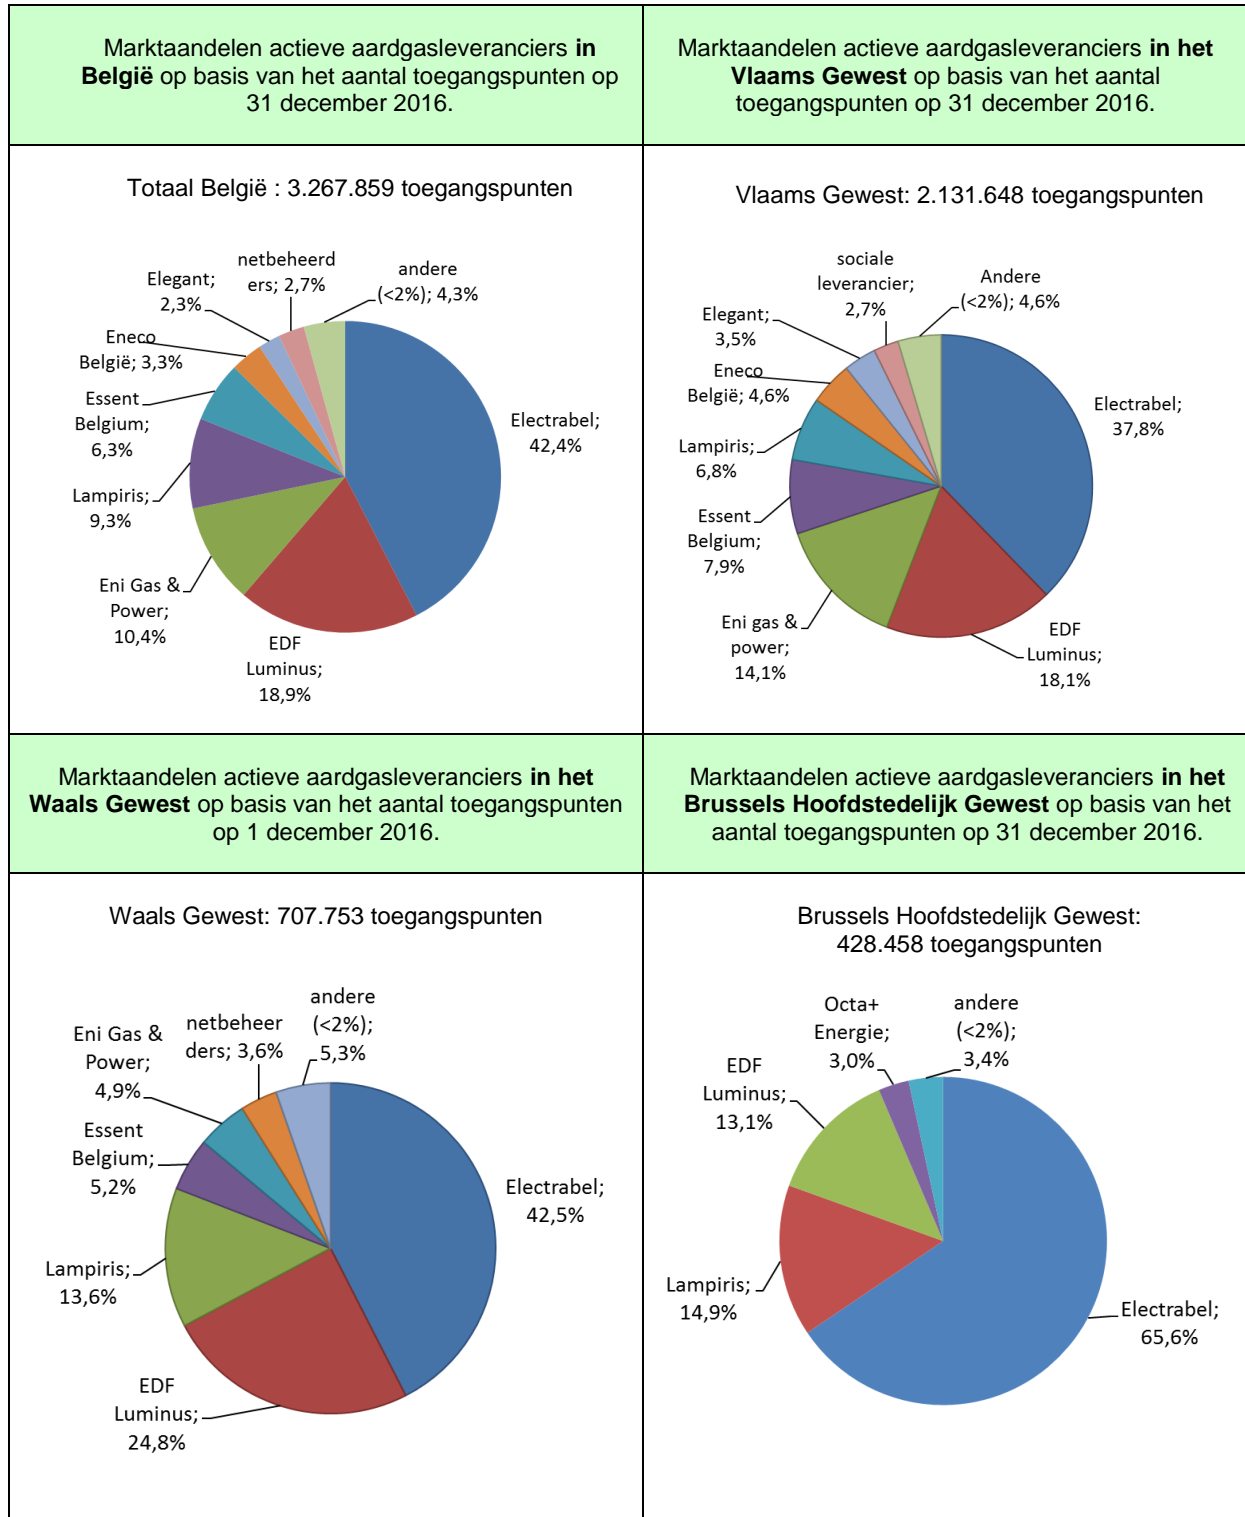 Marktaandelen actieve aardgasleveranciers in
België op basis van het aantal toegangspunten op
31 december 2016.
Marktaandelen actieve aardgasleveranciers in het
Vlaams Gewest op basis van het aantal
toegangspunten op 31 december 2016.
Totaal België : 3.267.859 toegangspunten
netbeheerd
ers; 2,7%
andere
(<2%); 4,3%
Elegant;
2,3%
Eneco
België; 3,3%
Essent
Belgium;
6,3%
Lampiris;
9,3%
Eni Gas &
Power;
10,4%
EDF
Luminus;
18,9%
Electrabel;
42,4%
Vlaams Gewest: 2.131.648 toegangspunten
sociale
leverancier;
2,7%
Andere
(<2%); 4,6%
Elegant;
3,5%
Eneco
België; 4,6%
Lampiris;
6,8%
Essent
Belgium;
7,9%
Eni gas &
power;
14,1%
EDF
Luminus;
18,1%
Electrabel;
37,8%
Marktaandelen actieve aardgasleveranciers in het
Waals Gewest op basis van het aantal toegangspunten
op 1 december 2016.
Marktaandelen actieve aardgasleveranciers in het
Brussels Hoofdstedelijk Gewest op basis van het
aantal toegangspunten op 31 december 2016.
Waals Gewest: 707.753 toegangspunten
andere
(<2%);
5,3%
netbeheer
ders; 3,6%
Eni Gas &
Power;
4,9%
Essent
Belgium;
5,2%
Lampiris;
13,6%
EDF
Luminus;
24,8%
Electrabel;
42,5%
Brussels Hoofdstedelijk Gewest:
428.458 toegangspunten
Octa+
Energie;
3,0%
andere
(<2%);
3,4%
EDF
Luminus;
13,1%
Lampiris;
14,9%
Electrabel;
65,6%